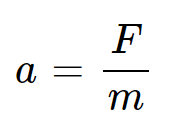 a = F/m